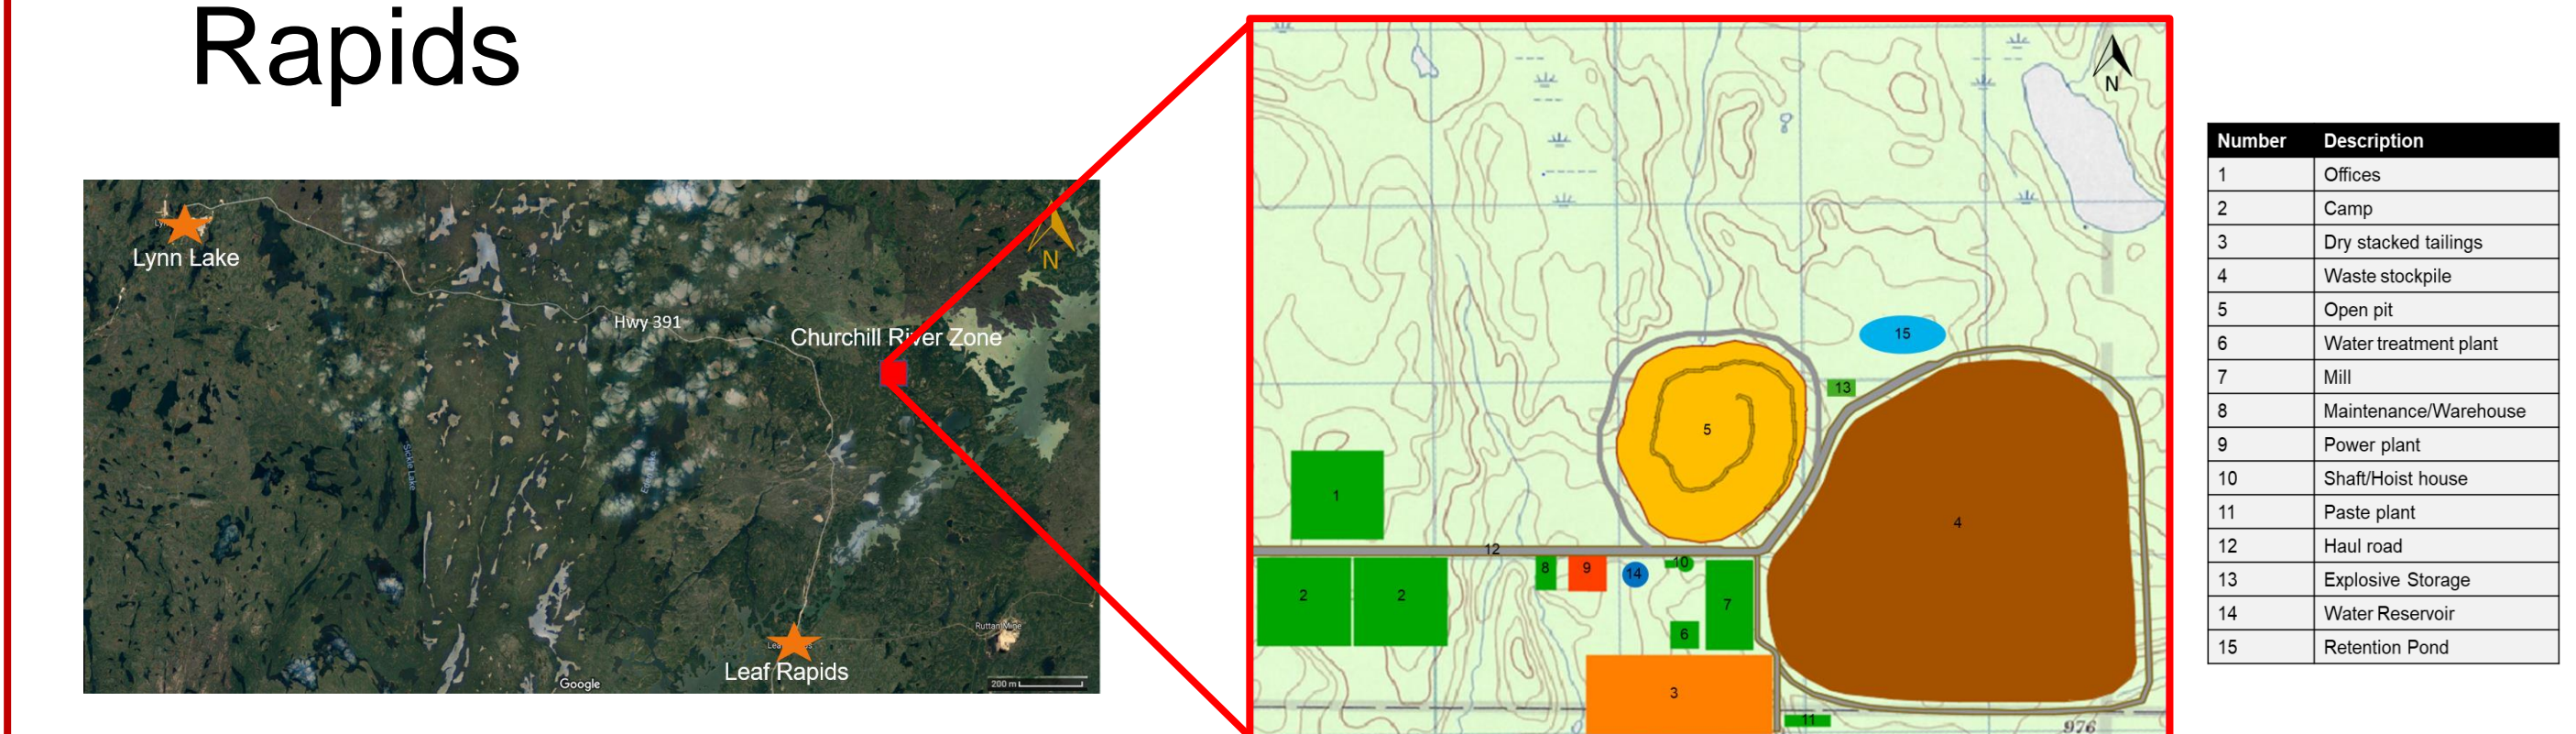 Rapids
Lynn Lake
Hwy 391
Churchill River Zone
N
Sickle Lake
Ruttan Mine
Leaf Rapids
Google
200 m
N
15
13
5
1
4
12
2
2
8
9
14
10
7
6
3
11
976
Number Description
1 Offices
2 Camp
3 Dry stacked tailings
4 Waste stockpile
5 Open pit
6 Water treatment plant
7 Mill
8 Maintenance/Warehouse
9 Power plant
10 Shaft/Hoist house
11 Paste plant
12 Haul road
13 Explosive Storage
14 Water Reservoir
15 Retention Pond